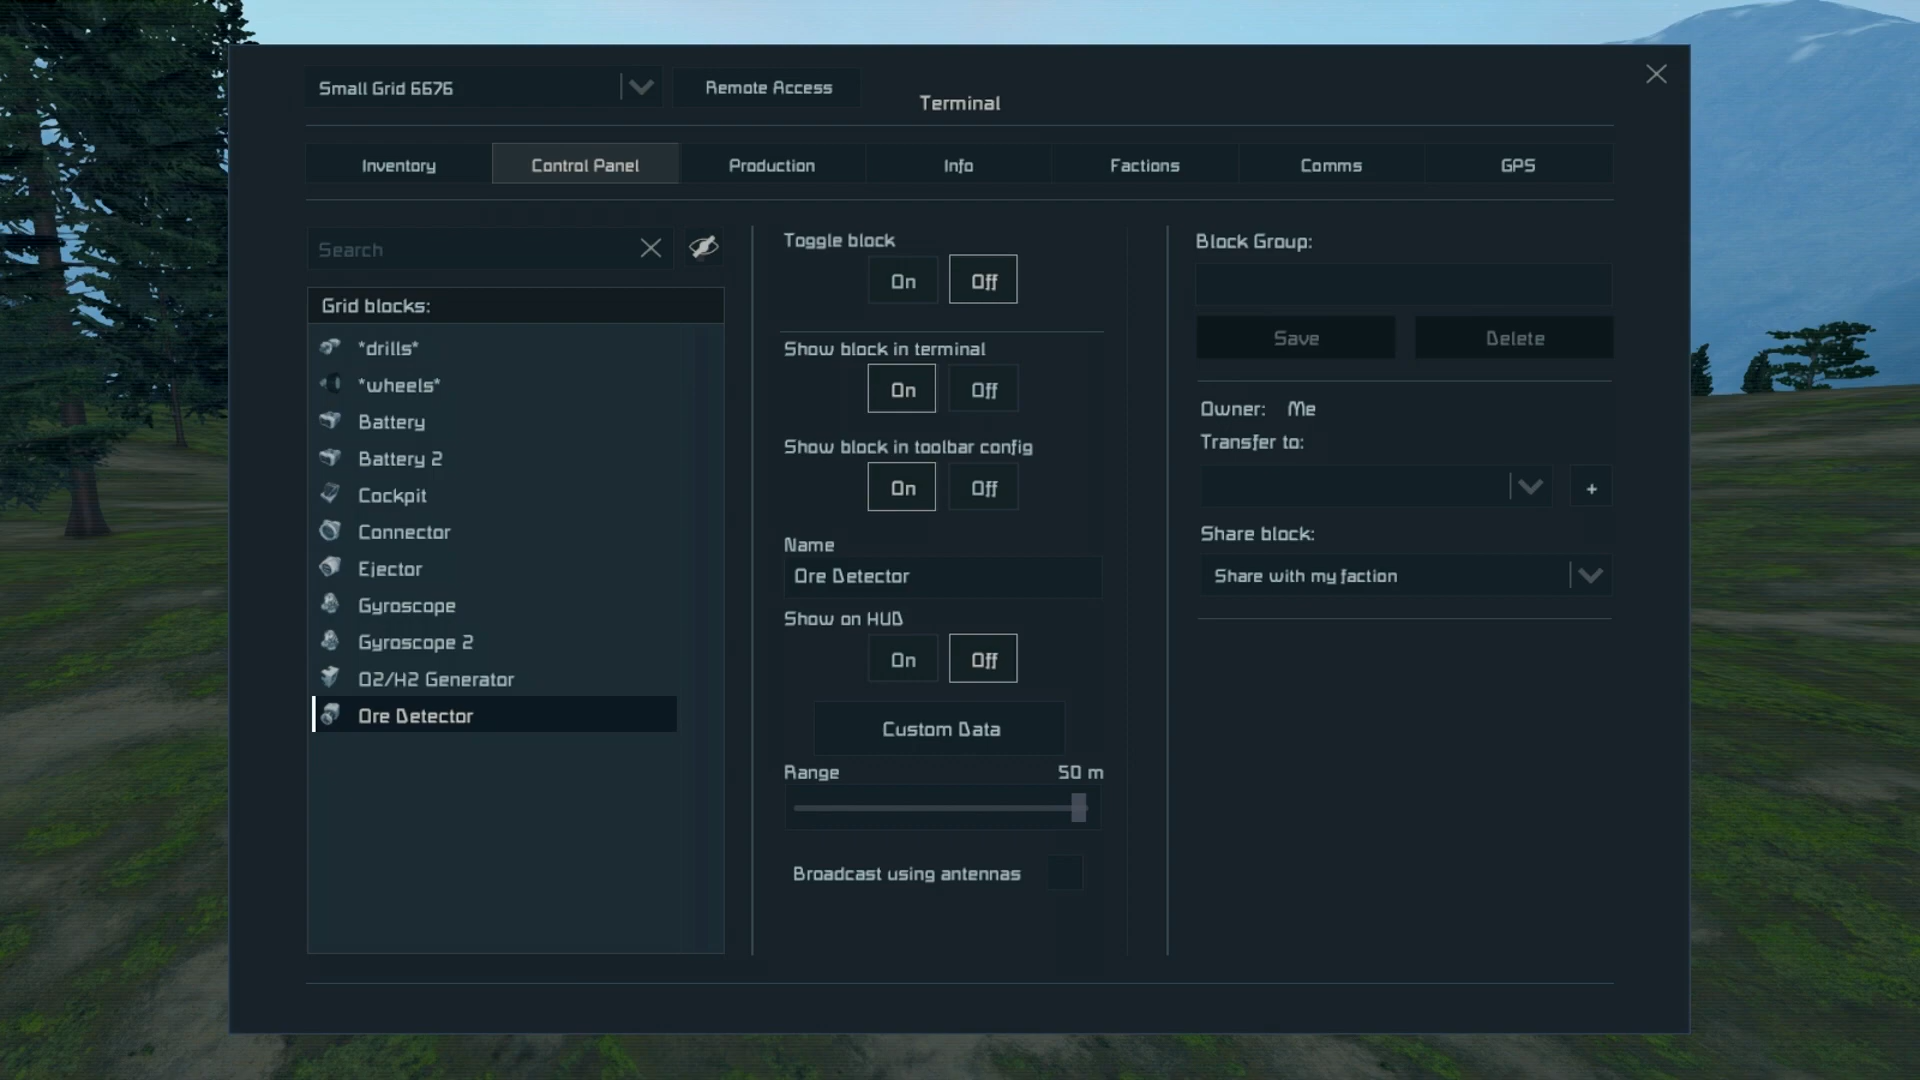 Small Grid 6676
Remote Access
Terminal
Inventory
Control Panel
Production
Info
Factions
Comms
GPS
Search
Grid blocks:
*drills*
*wheels*
Battery
Battery 2
Cockpit
Connector
Ejector
Gyroscope
Gyroscope 2
O2/H2 Generator
Ore Detector
Toggle block
On Off
Show block in terminal
On Off
Show block in toolbar config
On Off
Name
Ore Detector
Show on HUD
On Off
Custom Data
Range 50 m
Broadcast using antennas
Block Group:
Save Delete
Owner: Me
Transfer to:
+
Share block:
Share with my faction